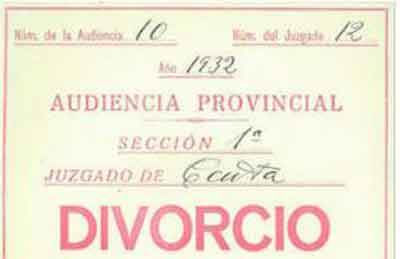 Núm. de la Audiencia 10 Núm. del Juzgado 12
Año 1932
AUDIENCIA PROVINCIAL
SECCIÓN 1ª
JUZGADO DE Ceuta
DIVORCIO